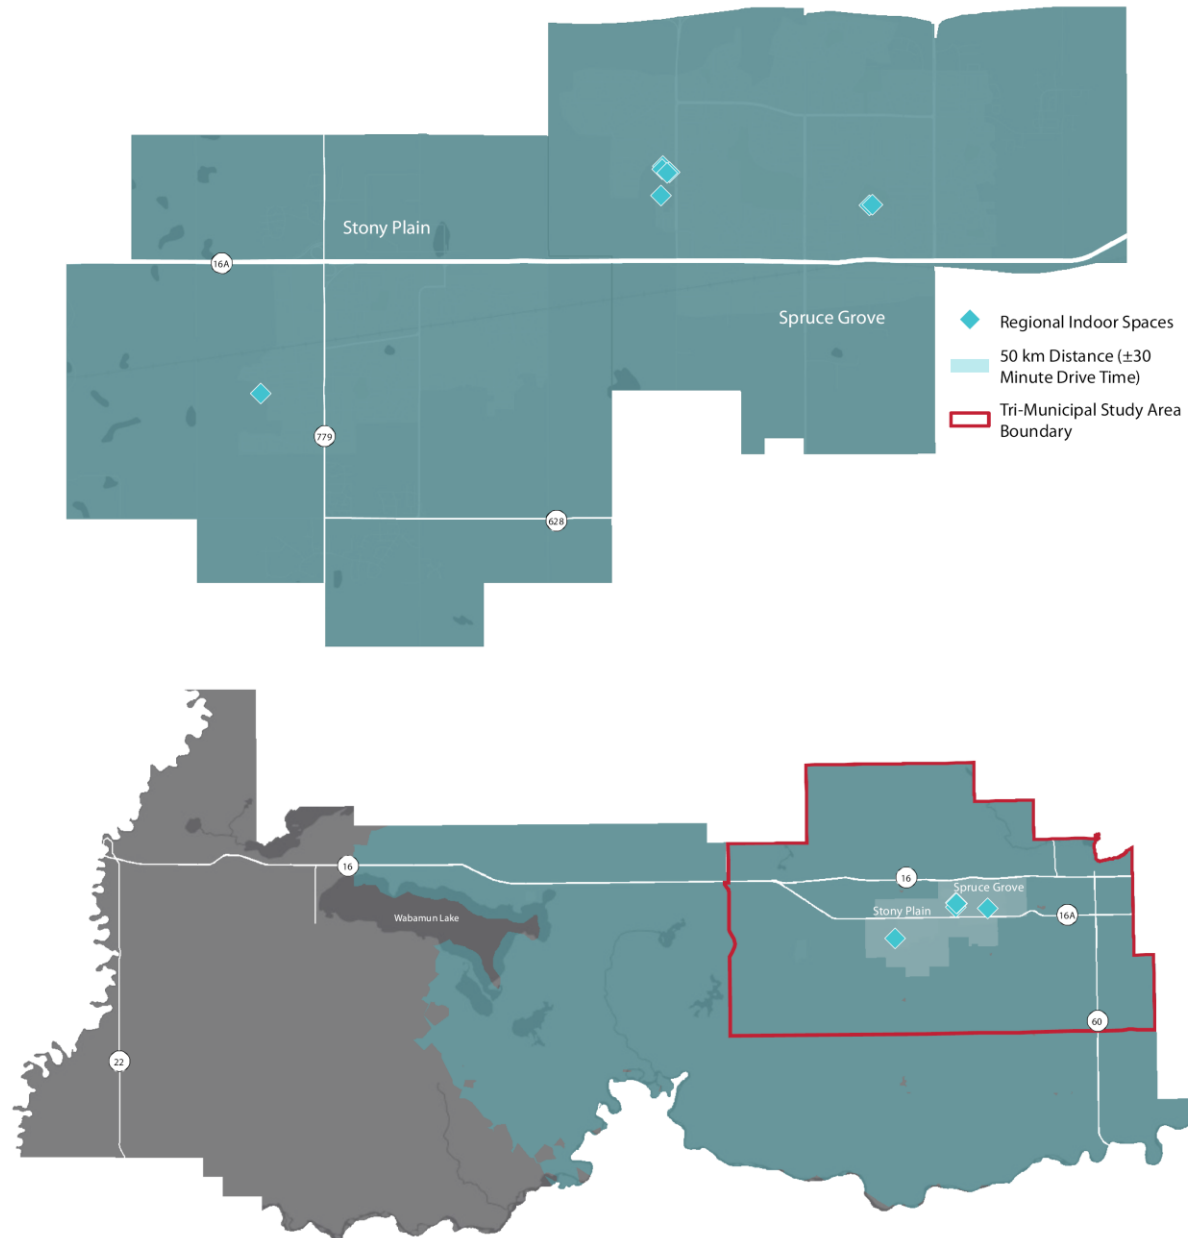 Stony Plain
16A
Spruce Grove
Regional Indoor Spaces
50 km Distance (±30
Minute Drive Time)
Tri-Municipal Study Area
Boundary
779
628
16
16
Spruce Grove
Stony Plain
16A
Wabamun Lake
60
22